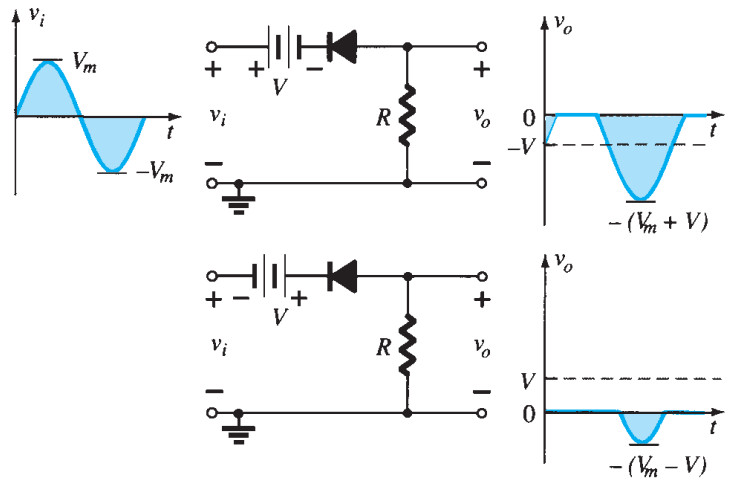 v_i
V_m
t
−V_m
+ + − +
V
v_i R v_o
− −
v_o
0
t
−V
− (V_m + V)
+ − + +
V
v_i R v_o
− −
v_o
V
0
t
− (V_m − V)